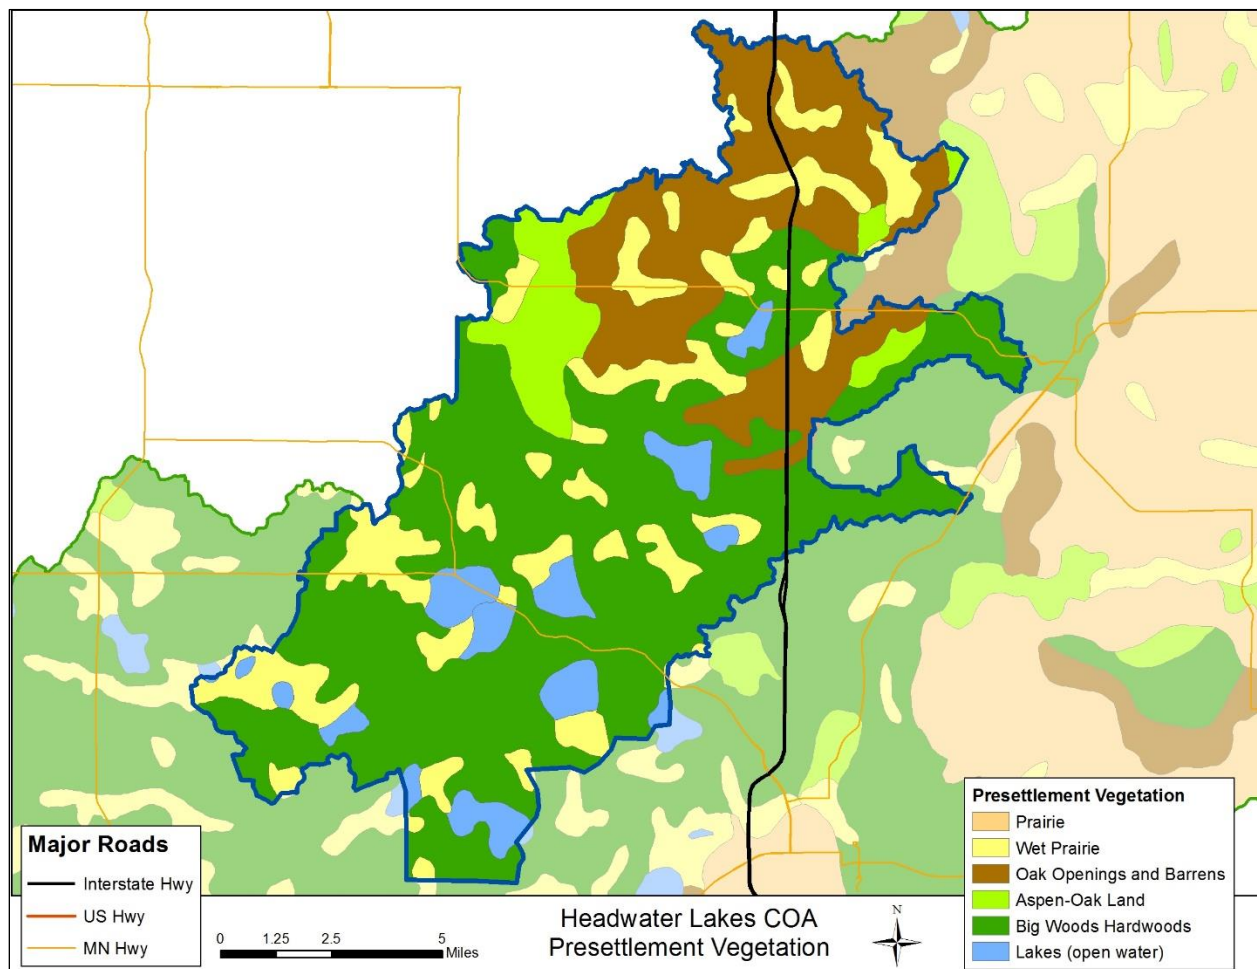 Major Roads
Interstate Hwy
US Hwy
MN Hwy
0 1.25 2.5 5
Miles
Headwater Lakes COA
Presettlement Vegetation
N
Presettlement Vegetation
Prairie
Wet Prairie
Oak Openings and Barrens
Aspen-Oak Land
Big Woods Hardwoods
Lakes (open water)